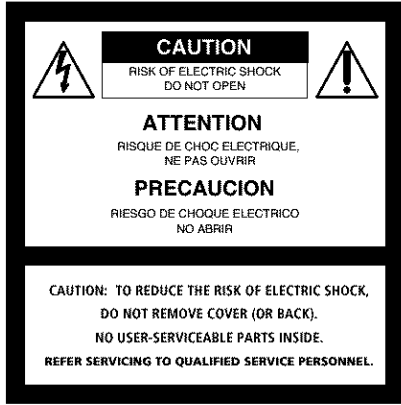 CAUTION
RISK OF ELECTRIC SHOCK
DO NOT OPEN
ATTENTION
RISQUE DE CHOC ELECTRIQUE,
NE PAS OUVRIR
PRECAUCION
RIESGO DE CHOQUE ELECTRICO
NO ABRIR
CAUTION: TO REDUCE THE RISK OF ELECTRIC SHOCK,
DO NOT REMOVE COVER (OR BACK).
NO USER-SERVICEABLE PARTS INSIDE.
REFER SERVICING TO QUALIFIED SERVICE PERSONNEL.